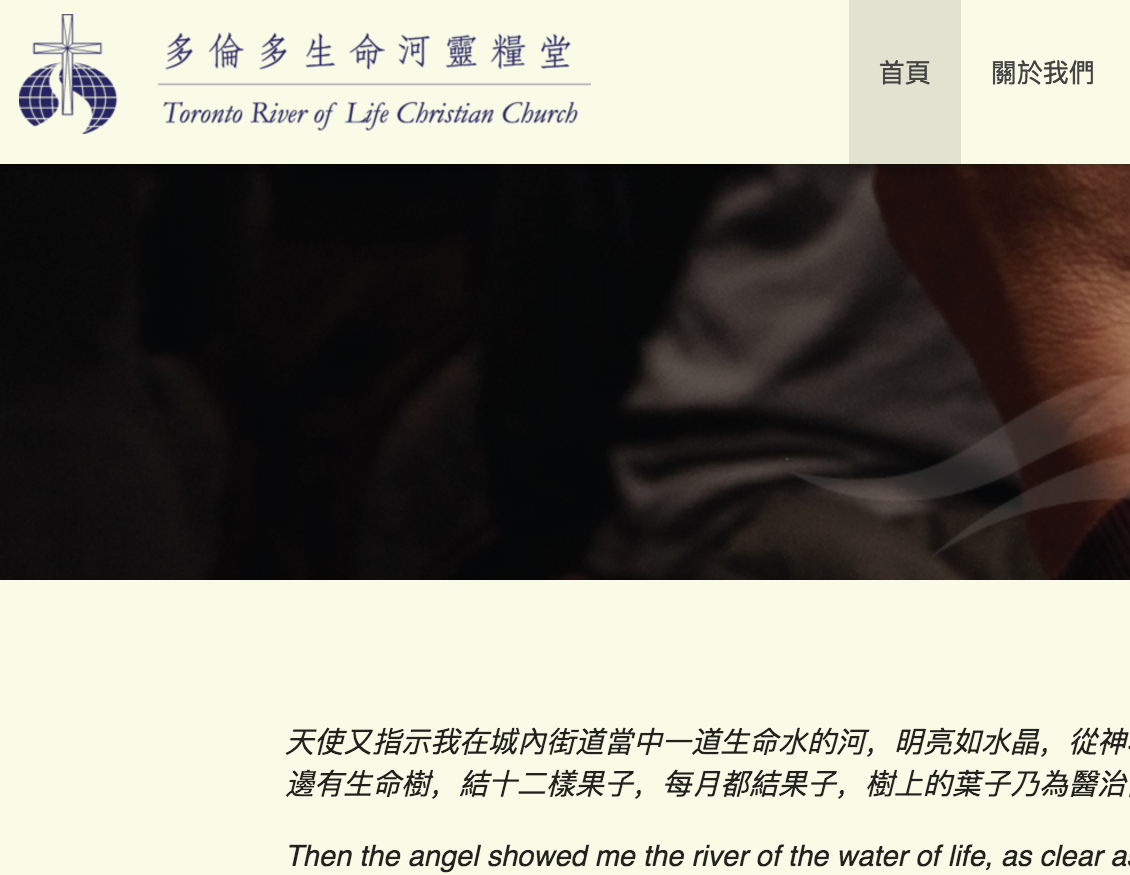 多倫多生命河靈糧堂
Toronto River of Life Christian Church
首頁
關於我們
天使又指示我在城內街道當中一道生命水的河，明亮如水晶，從神
邊有生命樹，結十二樣果子，每月都結果子，樹上的葉子乃為醫治
Then the angel showed me the river of the water of life, as clear as